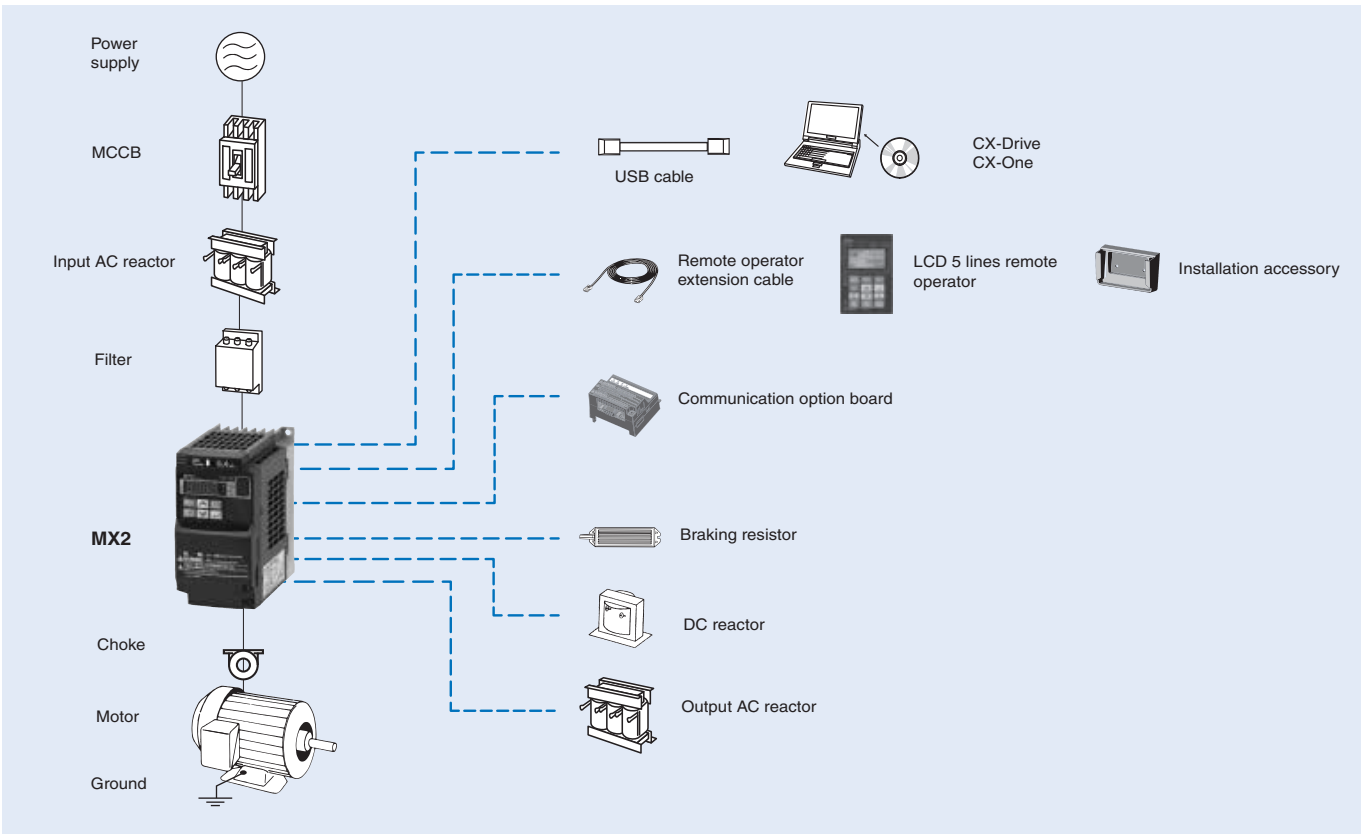 Power
supply
MCCB
USB cable
CX-Drive
CX-One
Input AC reactor
Remote operator
extension cable
LCD 5 lines remote
operator
Installation accessory
Filter
Communication option board
MX2
Braking resistor
DC reactor
Choke
Motor
Output AC reactor
Ground